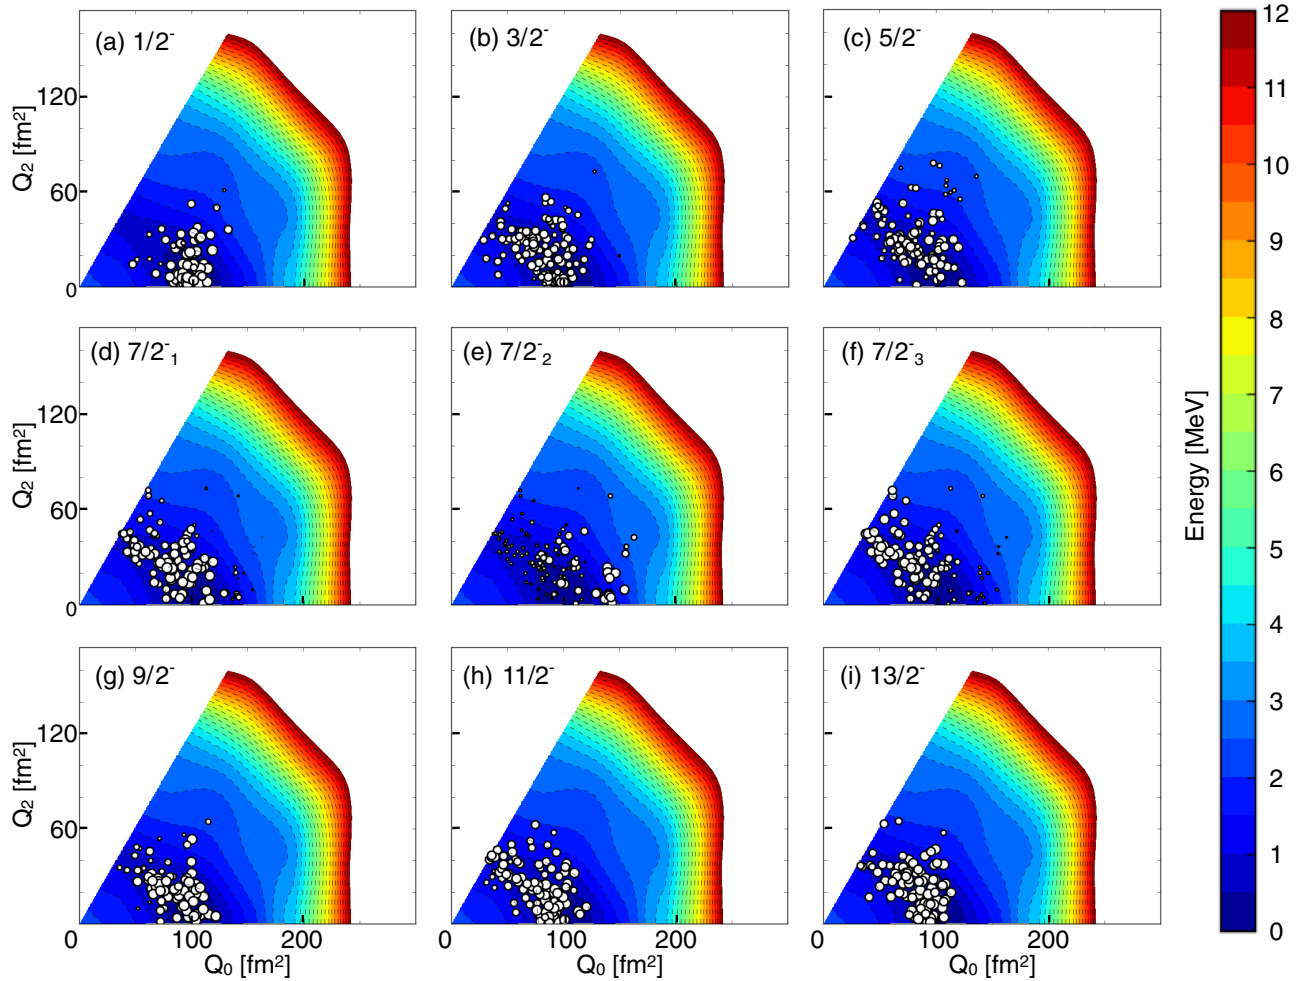 (a) 1/2⁻
(b) 3/2⁻
(c) 5/2⁻
Q₂ [fm²]
120
60
0
200
200
200
(d) 7/2⁻₁
(e) 7/2⁻₂
(f) 7/2⁻₃
Q₂ [fm²]
120
60
0
(g) 9/2⁻
(h) 11/2⁻
(i) 13/2⁻
Q₂ [fm²]
120
60
0 100 200
0 100 200
0 100 200
Q₀ [fm²]
Q₀ [fm²]
Q₀ [fm²]
Energy [MeV]
12
11
10
9
8
7
6
5
4
3
2
1
0